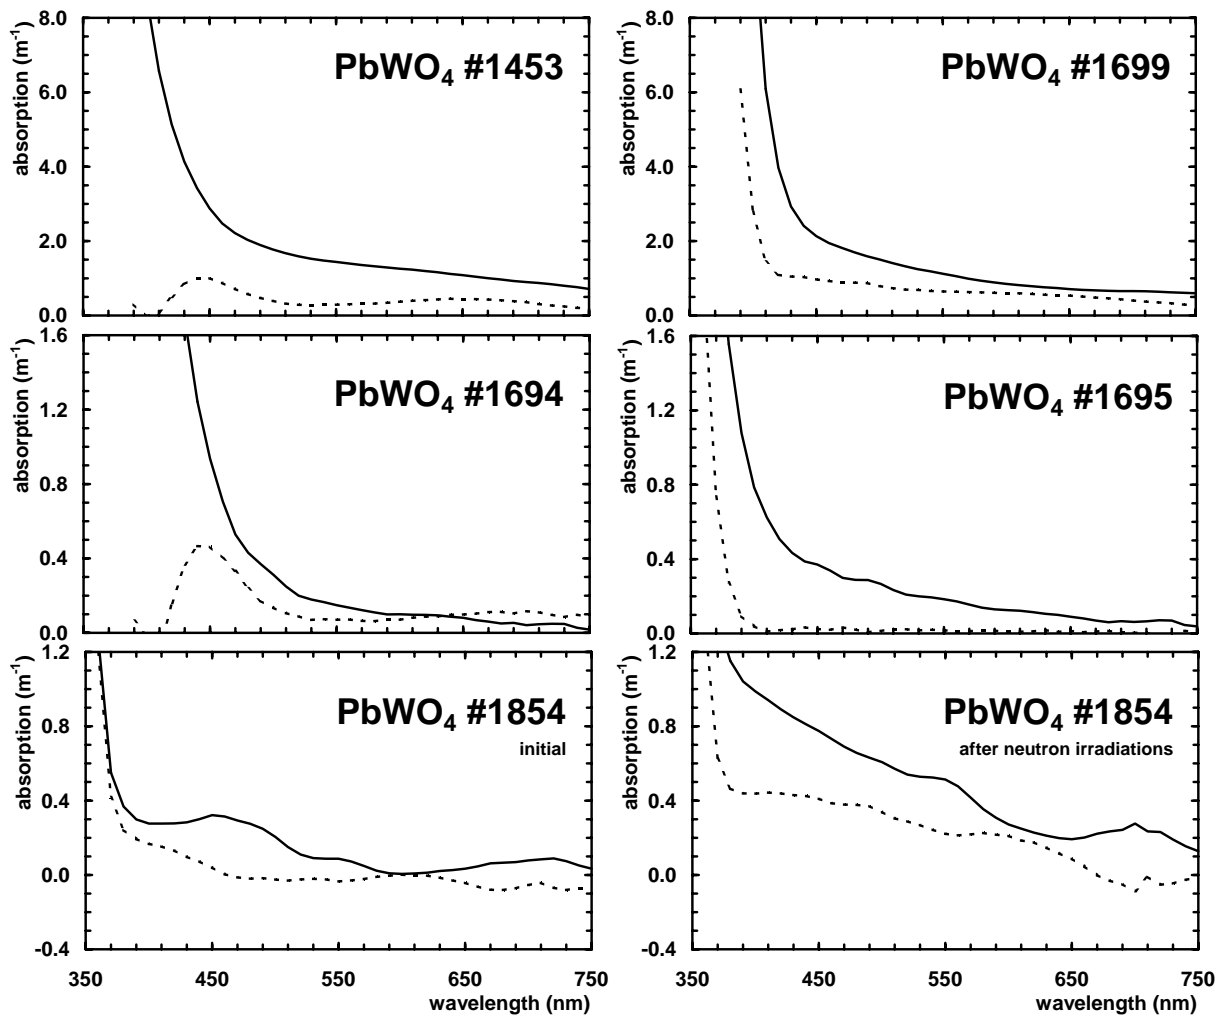 8.0
6.0
4.0
2.0
0.0
absorption (m-1)
PbWO4 #1453
8.0
6.0
4.0
2.0
0.0
absorption (m-1)
PbWO4 #1699
1.6
1.2
0.8
0.4
0.0
absorption (m-1)
PbWO4 #1694
1.6
1.2
0.8
0.4
0.0
absorption (m-1)
PbWO4 #1695
1.2
0.8
0.4
0.0
-0.4
absorption (m-1)
PbWO4 #1854
initial
350 450 550 650 750
wavelength (nm)
1.2
0.8
0.4
0.0
-0.4
absorption (m-1)
PbWO4 #1854
after neutron irradiations
350 450 550 650 750
wavelength (nm)